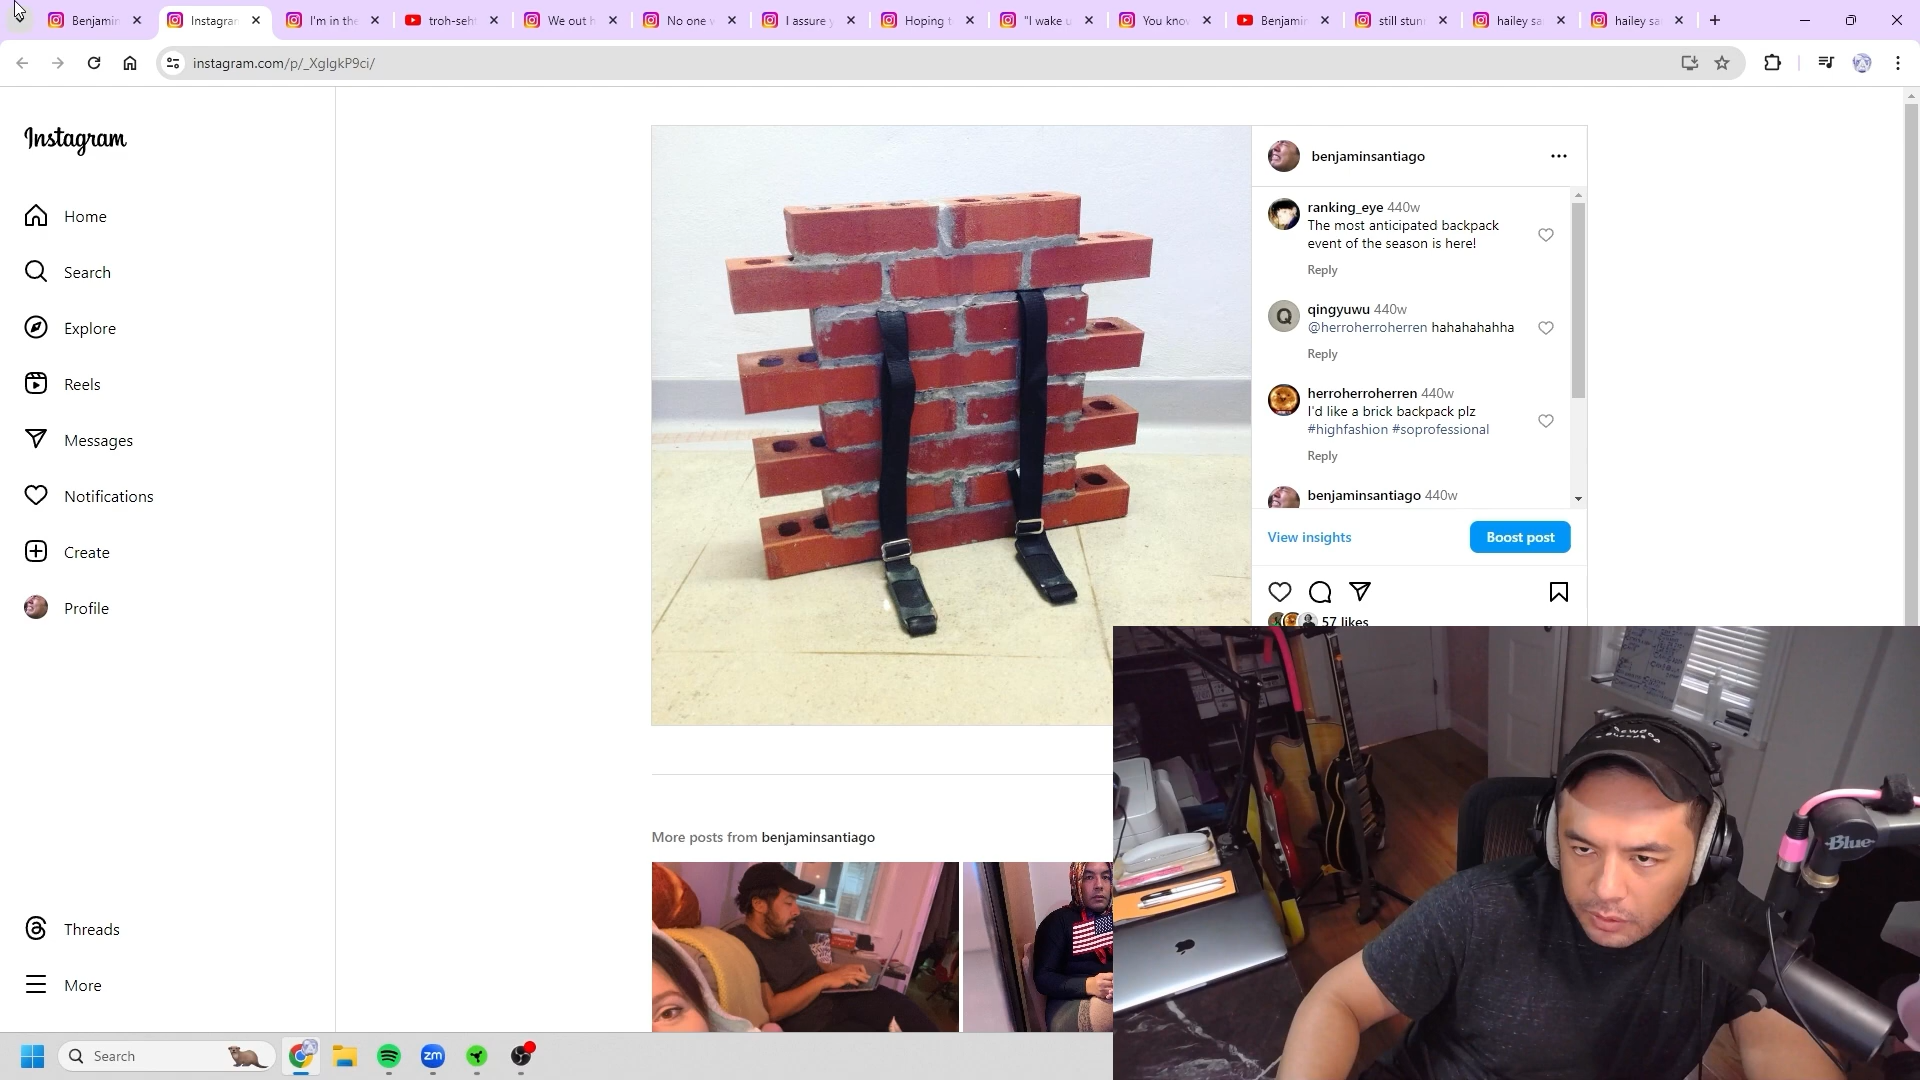 Benjamin
Instagram
I'm in the
troh-seh
We out h
No one v
I assure y
Hoping t
"I wake u
You know
Benjamin
still stun
hailey sa
hailey sa
instagram.com/p/_XglgkP9ci/
Instagram
Home
Search
Explore
Reels
Messages
Notifications
Create
Profile
Threads
More
benjaminsantiago
ranking_eye 440w
The most anticipated backpack
event of the season is here!
Reply
Q
qingyuwu 440w
@herroherroherren hahahahahha
Reply
herroherroherren 440w
I'd like a brick backpack plz
#highfashion #soprofessional
Reply
benjaminsantiago 440w
View insights
Boost post
57 likes
More posts from benjaminsantiago
Search
zm
Blue